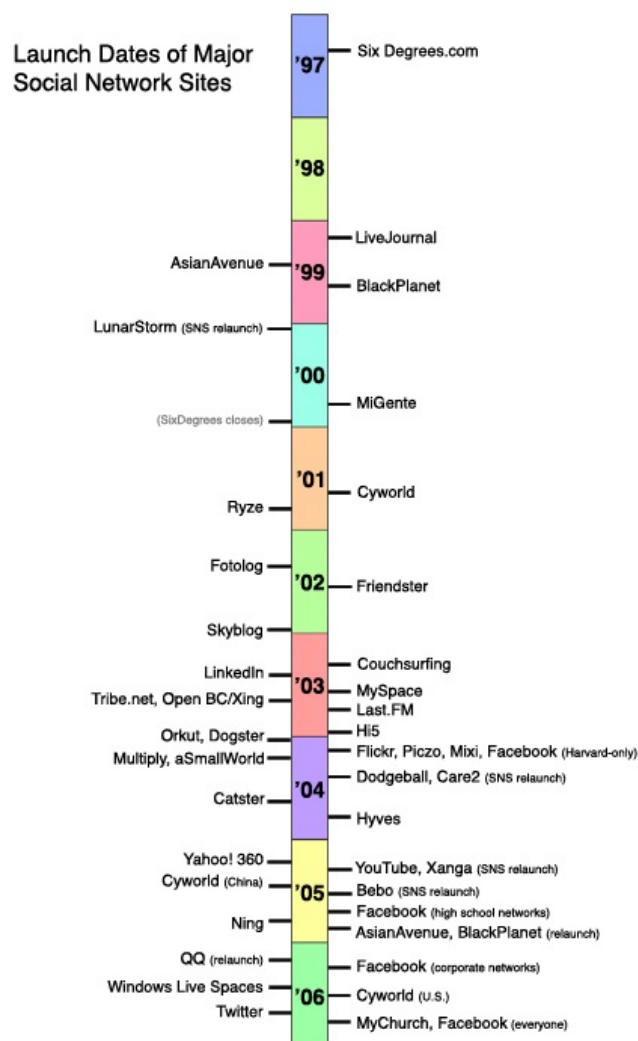 Launch Dates of Major
Social Network Sites
'97
Six Degrees.com
'98
LiveJournal
AsianAvenue
'99
BlackPlanet
LunarStorm (SNS relaunch)
'00
MiGente
(SixDegrees closes)
'01
Cyworld
Ryze
Fotolog
'02
Friendster
Skyblog
Couchsurfing
LinkedIn
'03
MySpace
Tribe.net, Open BC/Xing
Last.FM
Hi5
Orkut, Dogster
Flickr, Piczo, Mixi, Facebook (Harvard-only)
Multiply, aSmallWorld
Dodgeball, Care2 (SNS relaunch)
'04
Catster
Hyves
Yahoo! 360
YouTube, Xanga (SNS relaunch)
Cyworld (China)
'05
Bebo (SNS relaunch)
Facebook (high school networks)
Ning
AsianAvenue, BlackPlanet (relaunch)
QQ (relaunch)
Facebook (corporate networks)
Windows Live Spaces
'06
Cyworld (U.S.)
Twitter
MyChurch, Facebook (everyone)